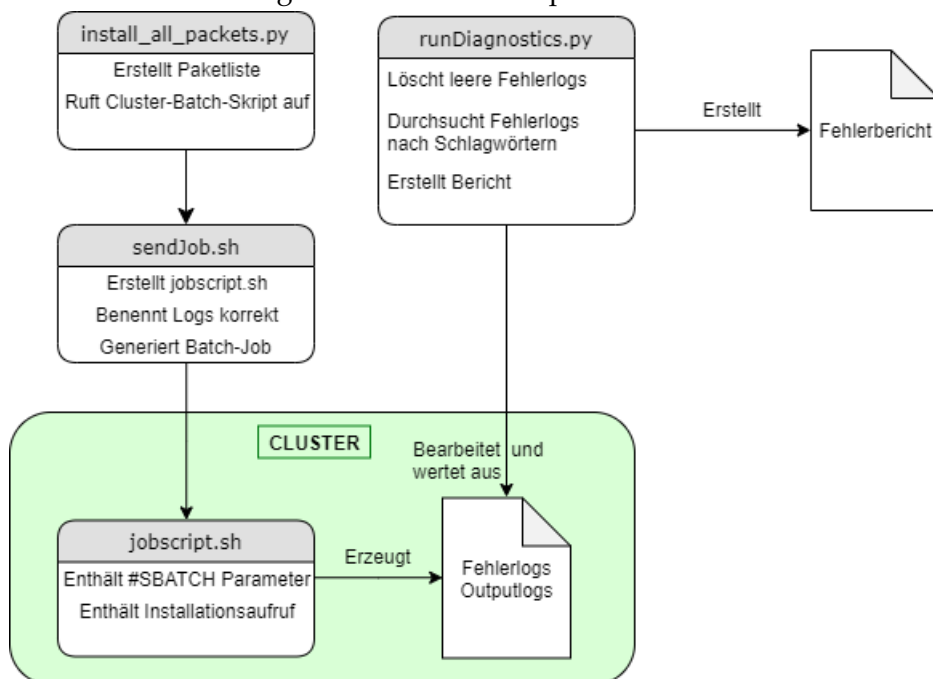 install_all_packets.py
Erstellt Paketliste
Ruft Cluster-Batch-Skript auf
runDiagnostics.py
Löscht leere Fehlerlogs
Durchsucht Fehlerlogs
nach Schlagwörtern
Erstellt Bericht
Erstellt
Fehlerbericht
sendJob.sh
Erstellt jobscript.sh
Benennt Logs korrekt
Generiert Batch-Job
CLUSTER
Bearbeitet und
wertet aus
jobscript.sh
Enthält #SBATCH Parameter
Enthält Installationsaufruf
Erzeugt
Fehlerlogs
Outputlogs